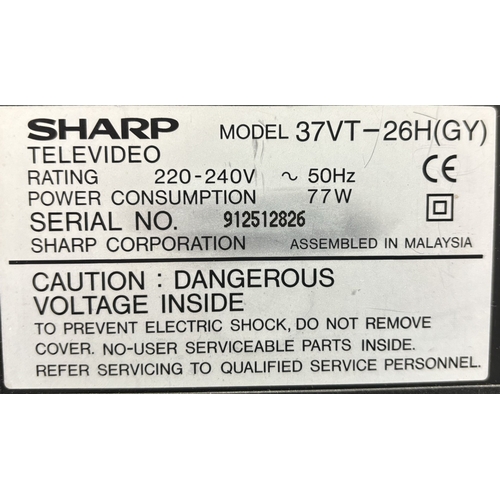 SHARP MODEL 37VT-26H(GY)
TELEVIDEO
RATING 220-240V ~ 50Hz
POWER CONSUMPTION 77W
SERIAL NO. 912512826
SHARP CORPORATION ASSEMBLED IN MALAYSIA
CE
CAUTION : DANGEROUS
VOLTAGE INSIDE
TO PREVENT ELECTRIC SHOCK, DO NOT REMOVE
COVER. NO-USER SERVICEABLE PARTS INSIDE.
REFER SERVICING TO QUALIFIED SERVICE PERSONNEL.